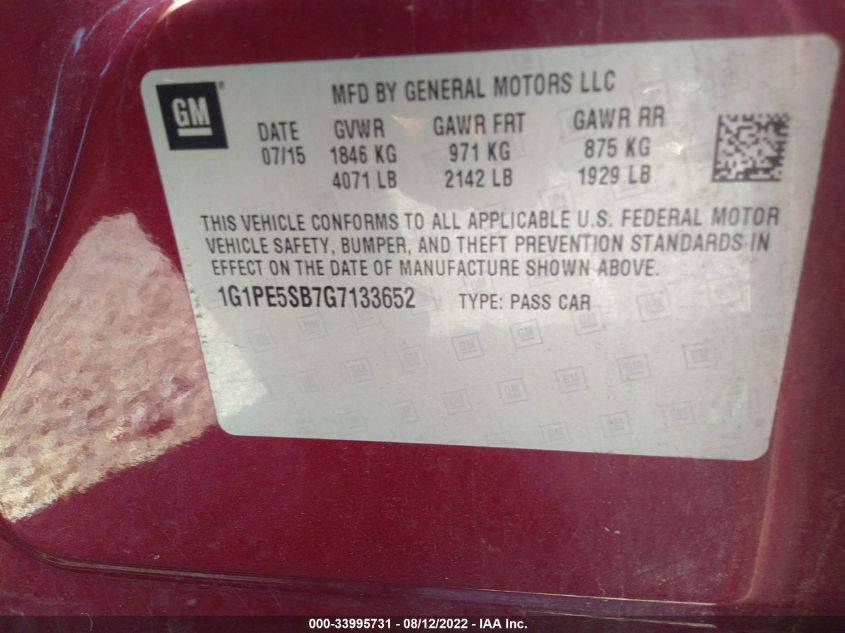 GM®
MFD BY GENERAL MOTORS LLC
DATE GVWR GAWR FRT GAWR RR
07/15 1846 KG 971 KG 875 KG
4071 LB 2142 LB 1929 LB
THIS VEHICLE CONFORMS TO ALL APPLICABLE U.S. FEDERAL MOTOR
VEHICLE SAFETY, BUMPER, AND THEFT PREVENTION STANDARDS IN
EFFECT ON THE DATE OF MANUFACTURE SHOWN ABOVE.
1G1PE5SB7G7133652 TYPE: PASS CAR
000-33995731 - 08/12/2022 - IAA Inc.